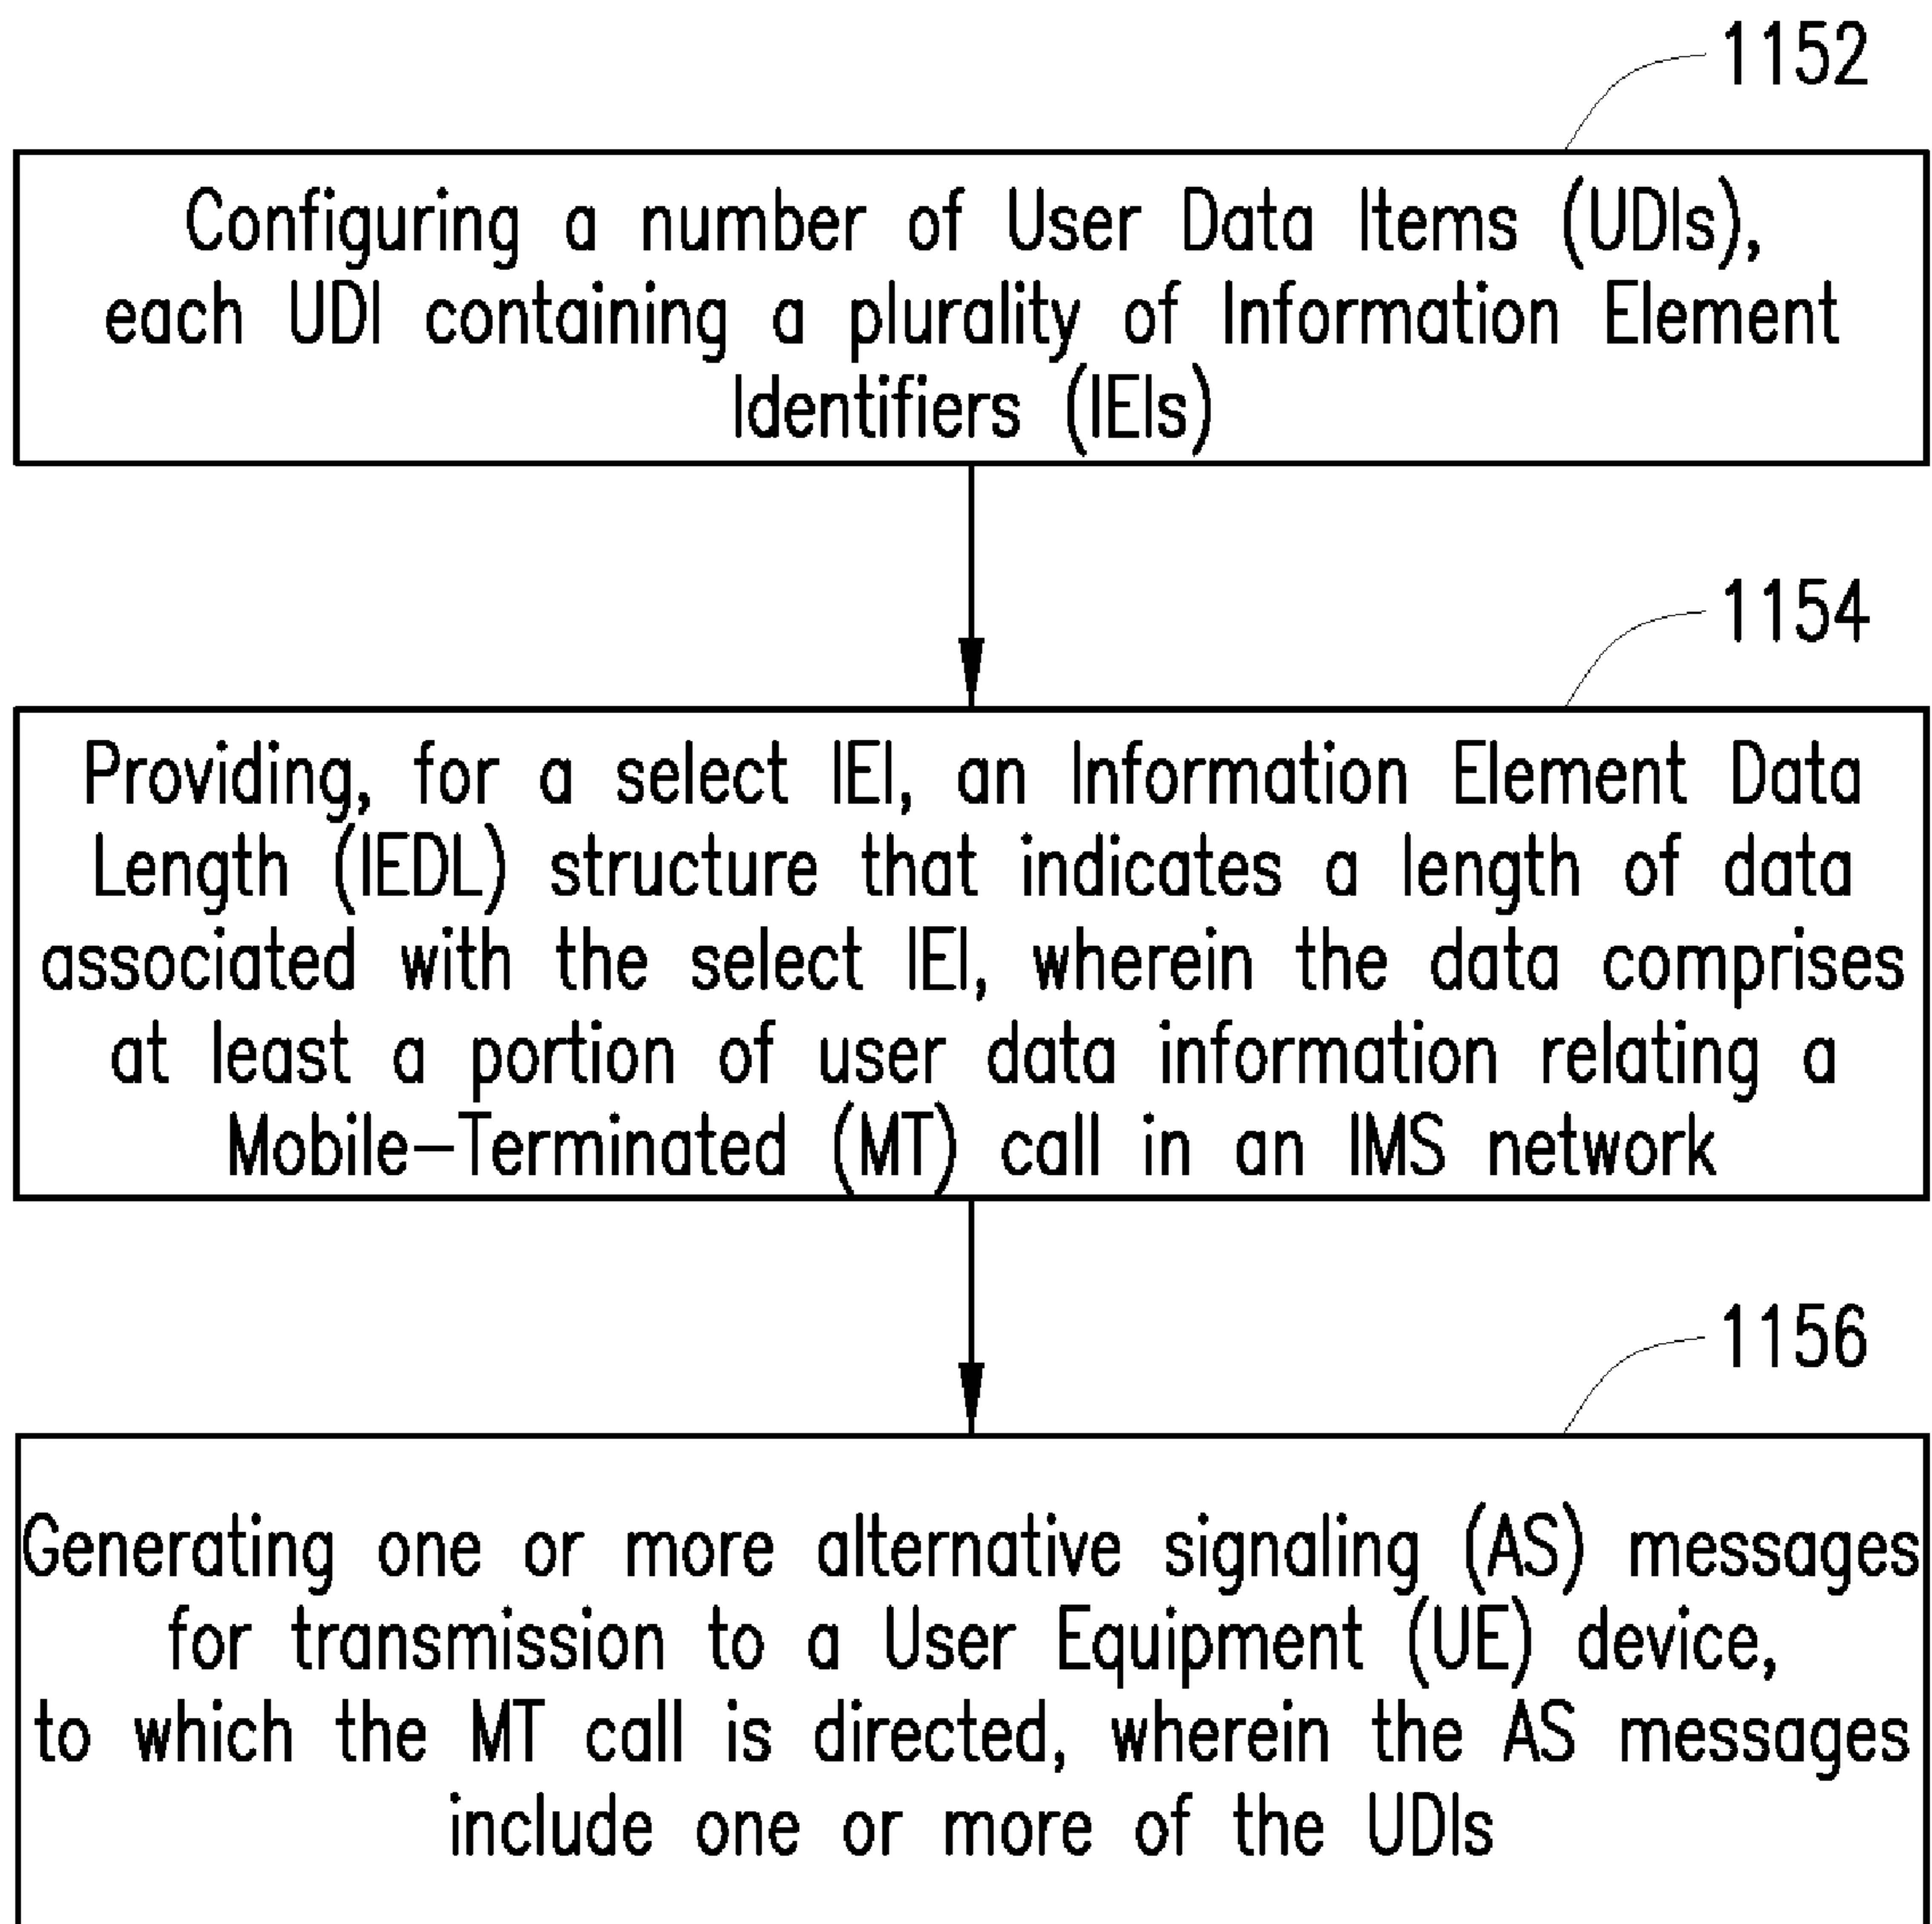 1152
Configuring a number of User Data Items (UDIs),
each UDI containing a plurality of Information Element
Identifiers (IEIs)
1154
Providing, for a select IEI, an Information Element Data
Length (IEDL) structure that indicates a length of data
associated with the select IEI, wherein the data comprises
at least a portion of user data information relating a
Mobile-Terminated (MT) call in an IMS network
1156
Generating one or more alternative signaling (AS) messages
for transmission to a User Equipment (UE) device,
to which the MT call is directed, wherein the AS messages
include one or more of the UDIs